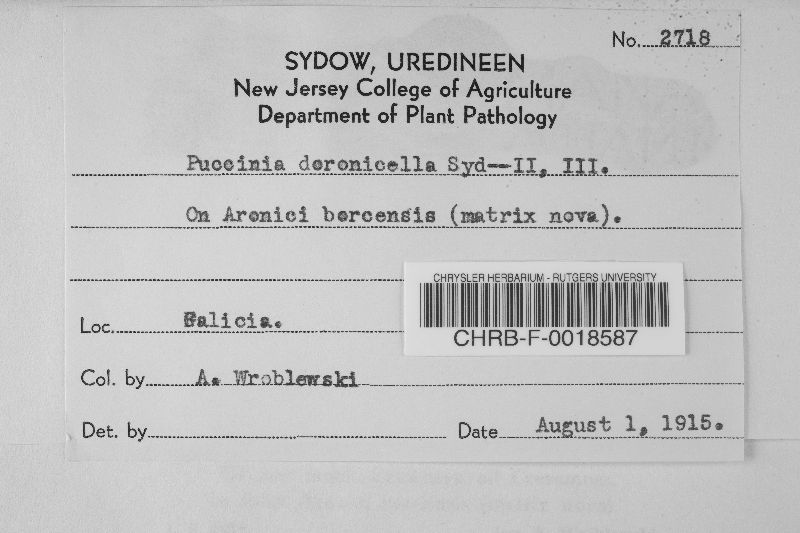 No. 2718
SYDOW, UREDINEEN
New Jersey College of Agriculture
Department of Plant Pathology
Puccinia doronicella Syd--II, III.
On Aronici barcensis (matrix nova).
CHRYSLER HERBARIUM - RUTGERS UNIVERSITY
CHRB-F-0018587
Loc. Galicia.
Col. by A. Wroblewski
Det. by
Date August 1, 1915.